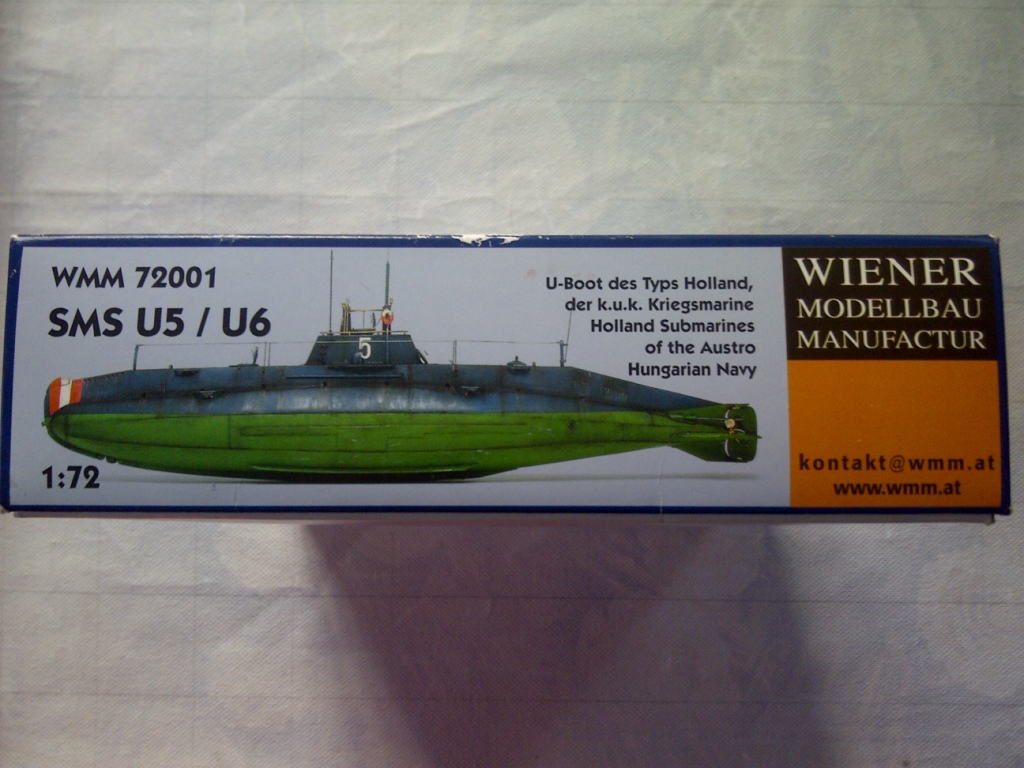 WMM 72001
SMS U5 / U6
5
1:72
U-Boot des Typs Holland,
der k.u.k. Kriegsmarine
Holland Submarines
of the Austro
Hungarian Navy
WIENER
MODELLBAU
MANUFACTUR
kontakt@wmm.at
www.wmm.at